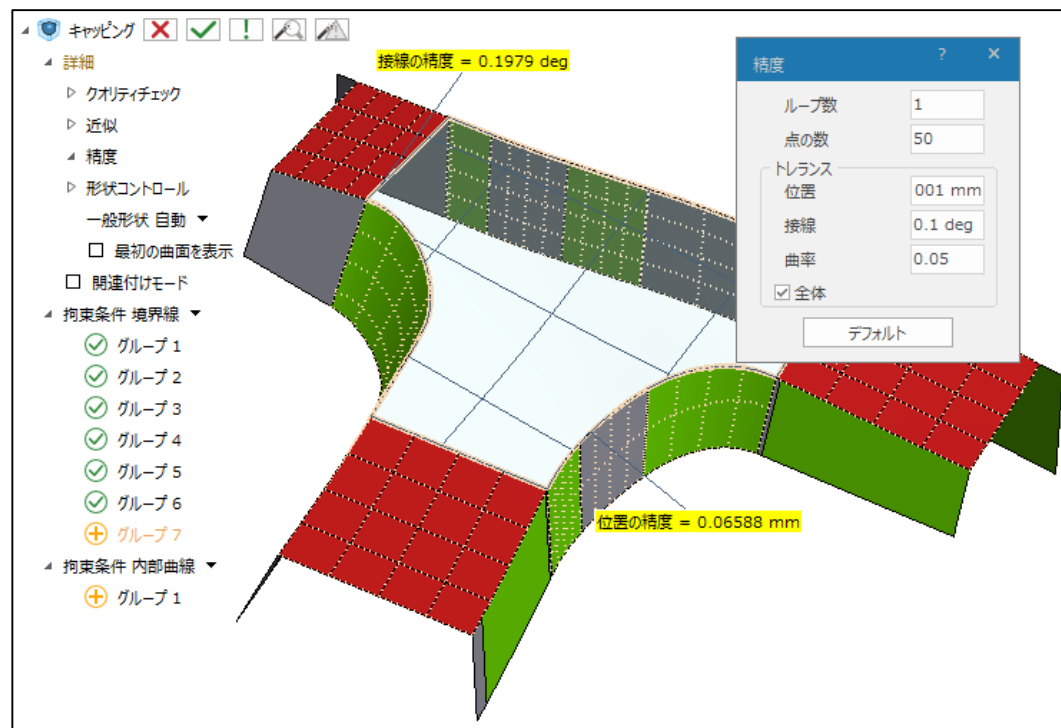 キャッピング
詳細
クオリティチェック
近似
精度
形状コントロール
一般形状 自動
最初の曲面を表示
関連付けモード
拘束条件 境界線
グループ 1
グループ 2
グループ 3
グループ 4
グループ 5
グループ 6
グループ 7
拘束条件 内部曲線
グループ 1
接線の精度 = 0.1979 deg
位置の精度 = 0.06588 mm
精度 ? ×
ループ数 1
点の数 50
トレランス
位置 001 mm
接線 0.1 deg
曲率 0.05
全体
デフォルト